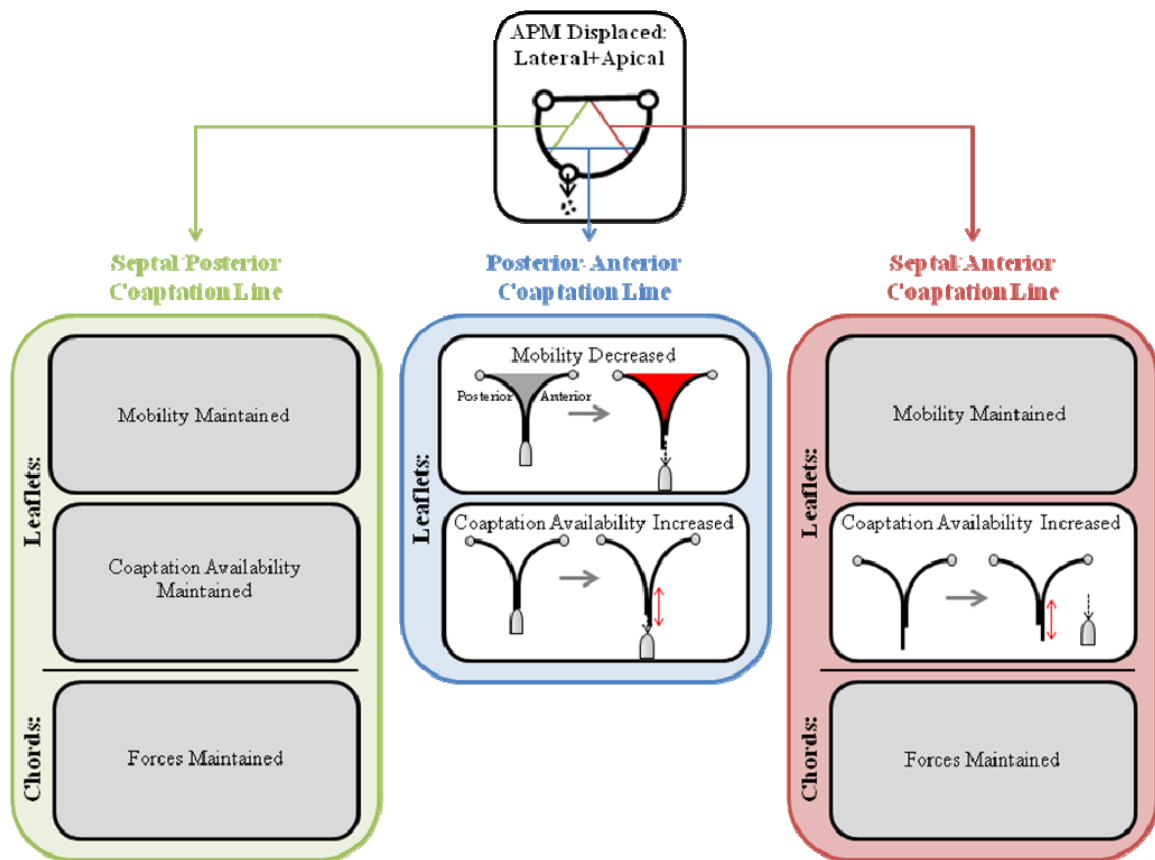 APM Displaced:
Lateral+Apical
Septal-Posterior
Coaptation Line
Leaflets:
Mobility Maintained
Coaptation Availability
Maintained
Chords:
Forces Maintained
Posterior-Anterior
Coaptation Line
Leaflets:
Mobility Decreased
Posterior Anterior
Coaptation Availability Increased
Septal-Anterior
Coaptation Line
Leaflets:
Mobility Maintained
Coaptation Availability Increased
Chords:
Forces Maintained